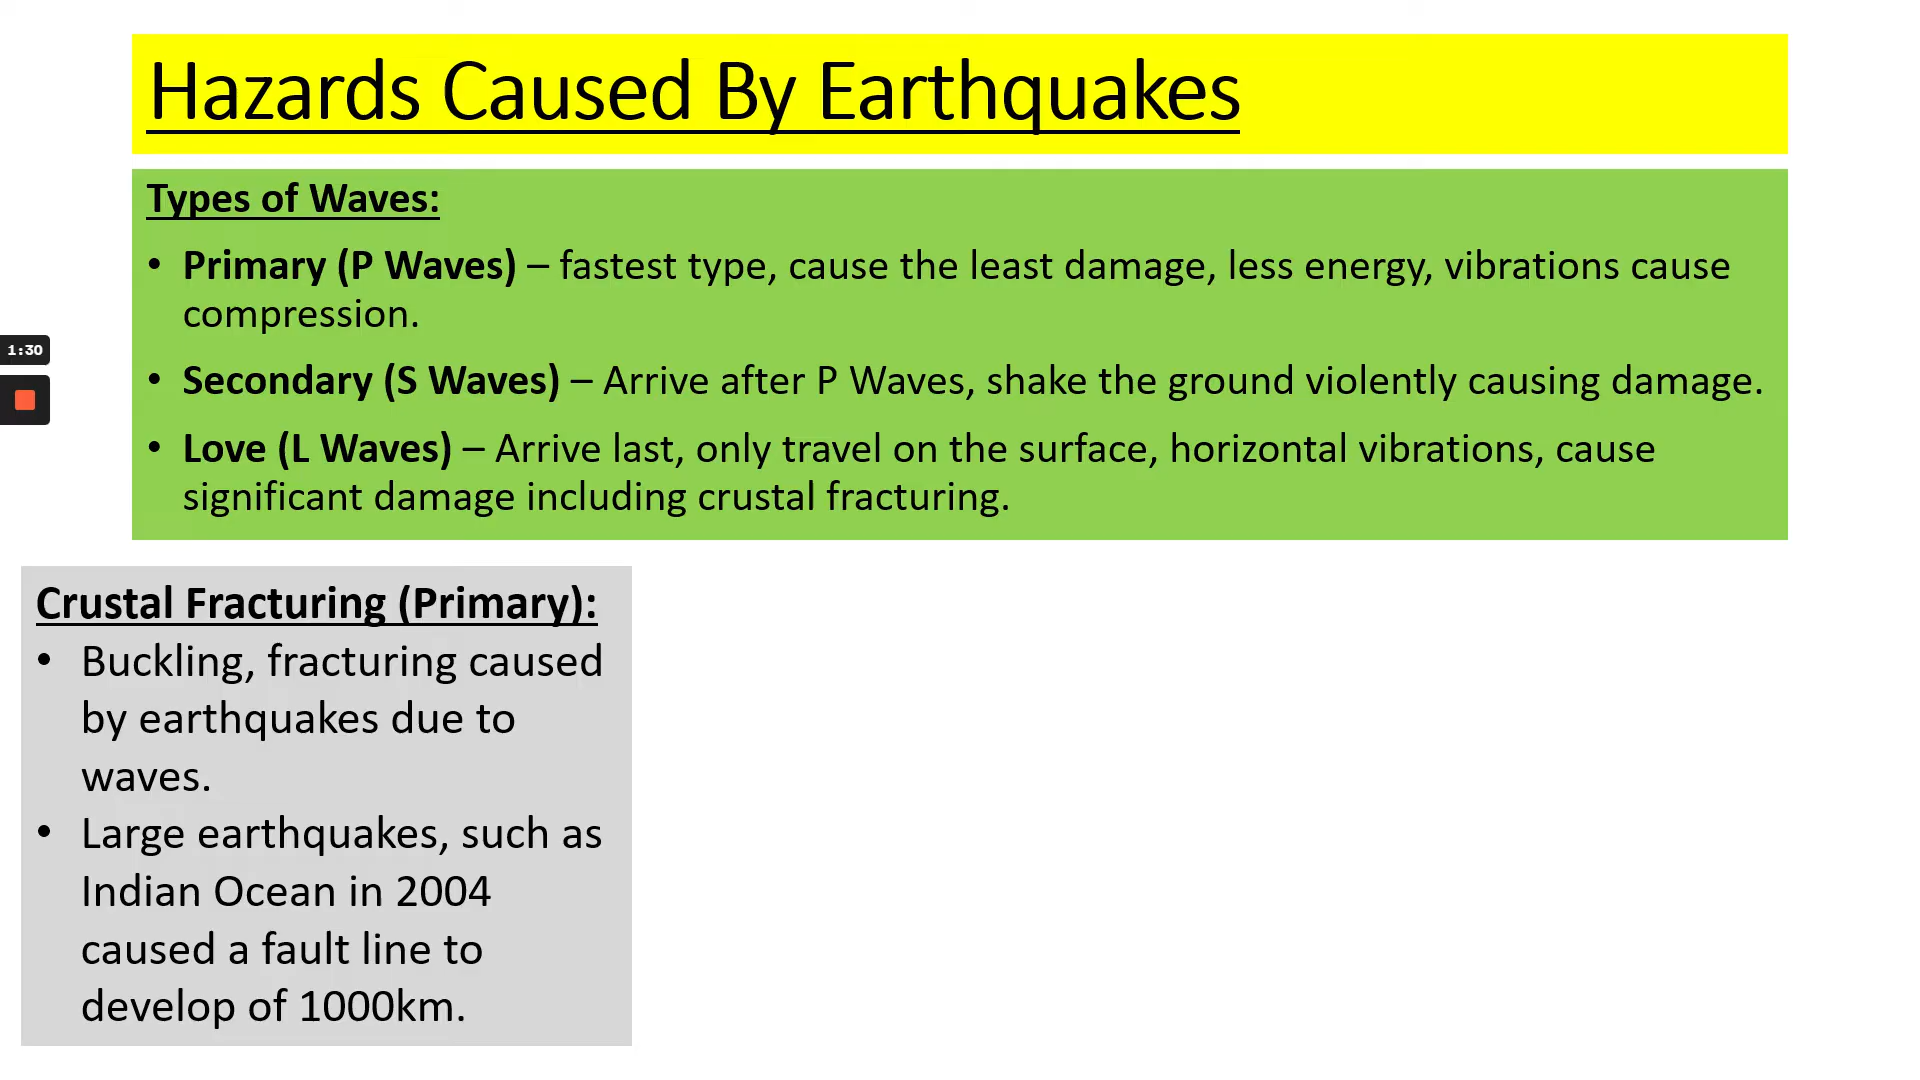 Hazards Caused By Earthquakes
Types of Waves:
• Primary (P Waves) – fastest type, cause the least damage, less energy, vibrations cause
compression.
• Secondary (S Waves) – Arrive after P Waves, shake the ground violently causing damage.
• Love (L Waves) – Arrive last, only travel on the surface, horizontal vibrations, cause
significant damage including crustal fracturing.
1:30
Crustal Fracturing (Primary):
• Buckling, fracturing caused
by earthquakes due to
waves.
• Large earthquakes, such as
Indian Ocean in 2004
caused a fault line to
develop of 1000km.